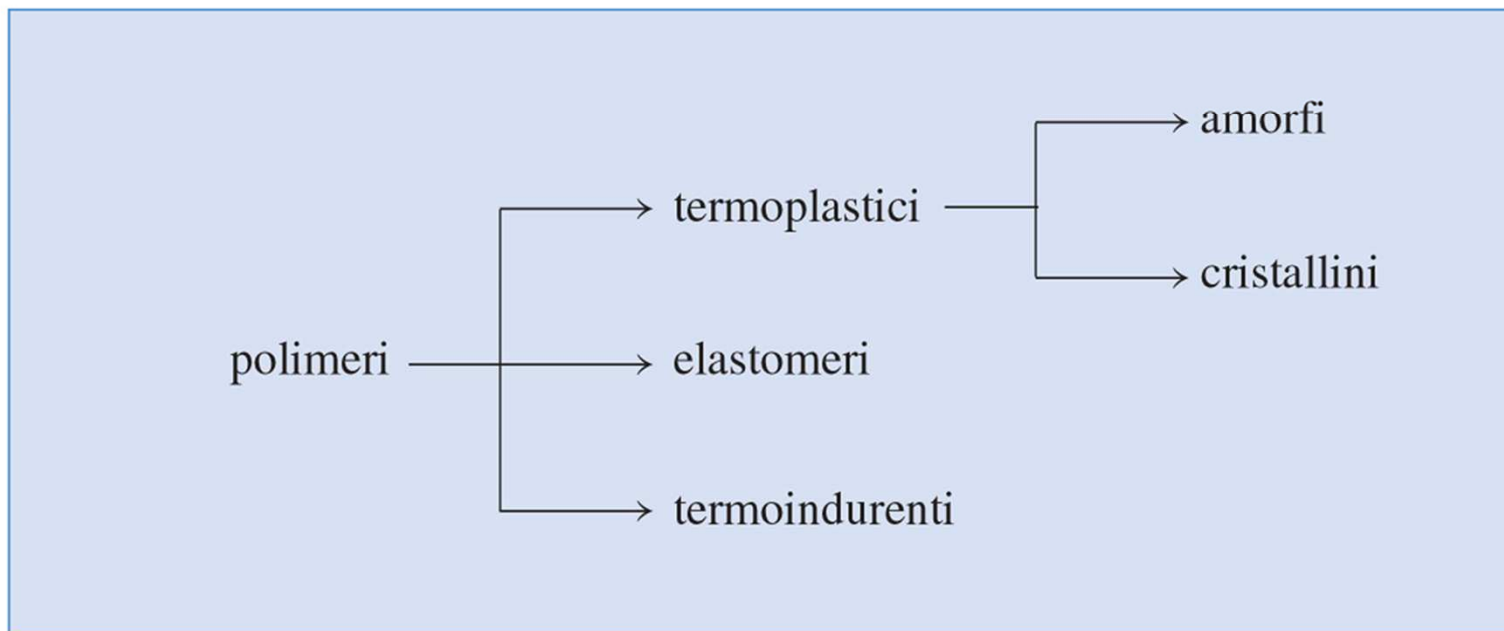 amorfi
termoplastici
cristallini
polimeri
elastomeri
termoindurenti